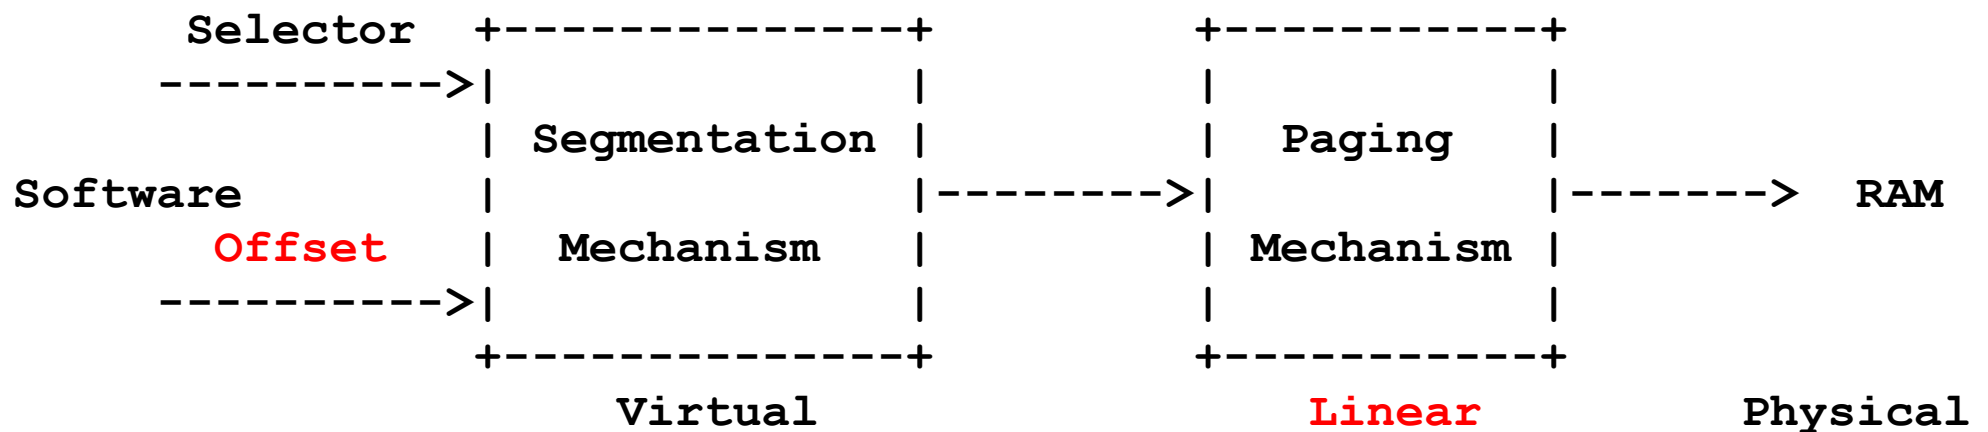 Selector  +---------------+         +-----------+
          ---------->|               |         |           |
                     |  Segmentation |         |  Paging   |
Software             |               |-------->|           |------->  RAM
            Offset   |   Mechanism   |         | Mechanism |
          ---------->|               |         |           |
                      +---------------+         +-----------+
                          Virtual                  Linear         Physical